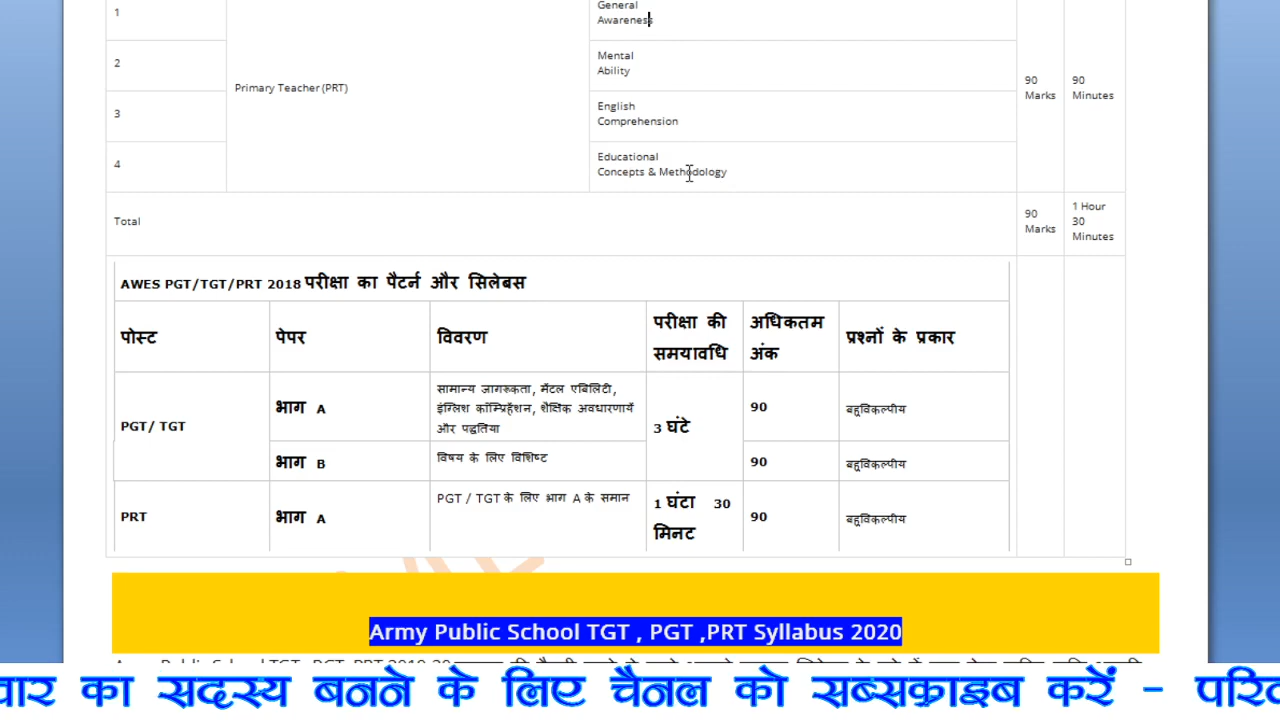 General
1
Awareness
Mental
2
Ability
Primary Teacher (PRT)
90
Marks
90
Minutes
English
3
Comprehension
Educational
4
Concepts & Methodology
Total
90
Marks
1 Hour
30
Minutes
AWES PGT/TGT/PRT 2018 परीक्षा का पैटर्न और सिलेबस
पोस्ट पेपर विवरण परीक्षा की समयावधि अधिकतम अंक प्रश्नों के प्रकार
PGT/ TGT
भाग A
सामान्य जागरूकता, मेंटल एबिलिटी,
इंग्लिश कॉम्प्रिहेंशन, शैक्षिक अवधारणायें
और पद्धतिया
3 घंटे
90
बहुविकल्पीय
भाग B
विषय के लिए विशिष्ट
90
बहुविकल्पीय
PRT
भाग A
PGT / TGT के लिए भाग A के समान
1 घंटा 30
मिनट
90
बहुविकल्पीय
Army Public School TGT , PGT ,PRT Syllabus 2020
वार का सदस्य बनने के लिए चैनल को सब्सक्राइब करें -